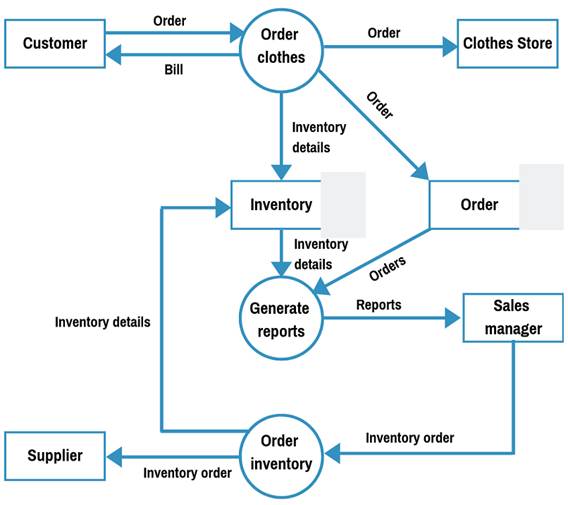 Order
Order
Customer
Order
clothes
Clothes Store
Bill
Order
Inventory
details
Inventory
Order
Inventory
details
Orders
Generate
reports
Reports
Sales
manager
Inventory details
Order
inventory
Inventory order
Supplier
Inventory order